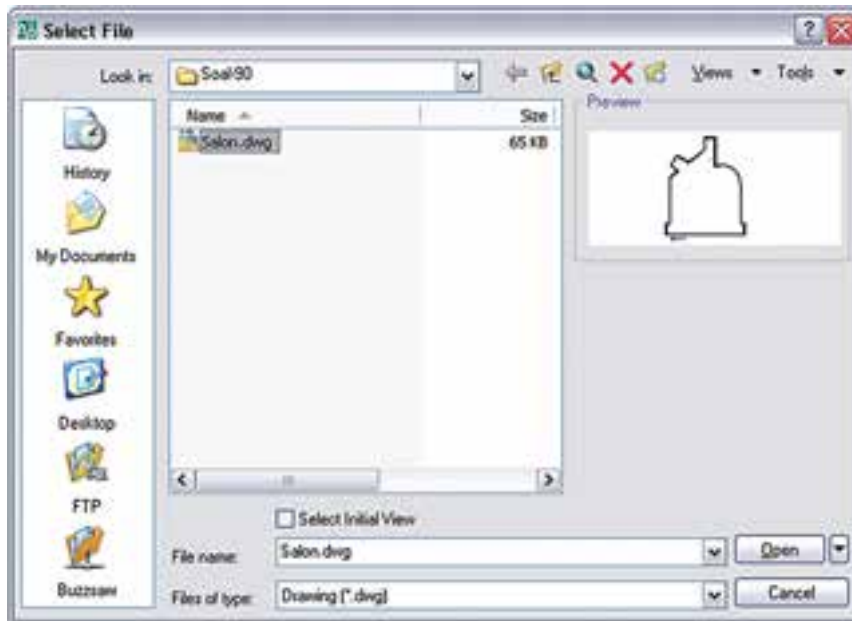 Select File
Look in: Soal-90 Views Tools
Name Size
Salon.dwg 65 KB
Preview
History
My Documents
Favorites
Desktop
FTP
Buzzsaw
Select Initial View
File name: Salon.dwg Open
Files of type: Drawing (*.dwg) Cancel